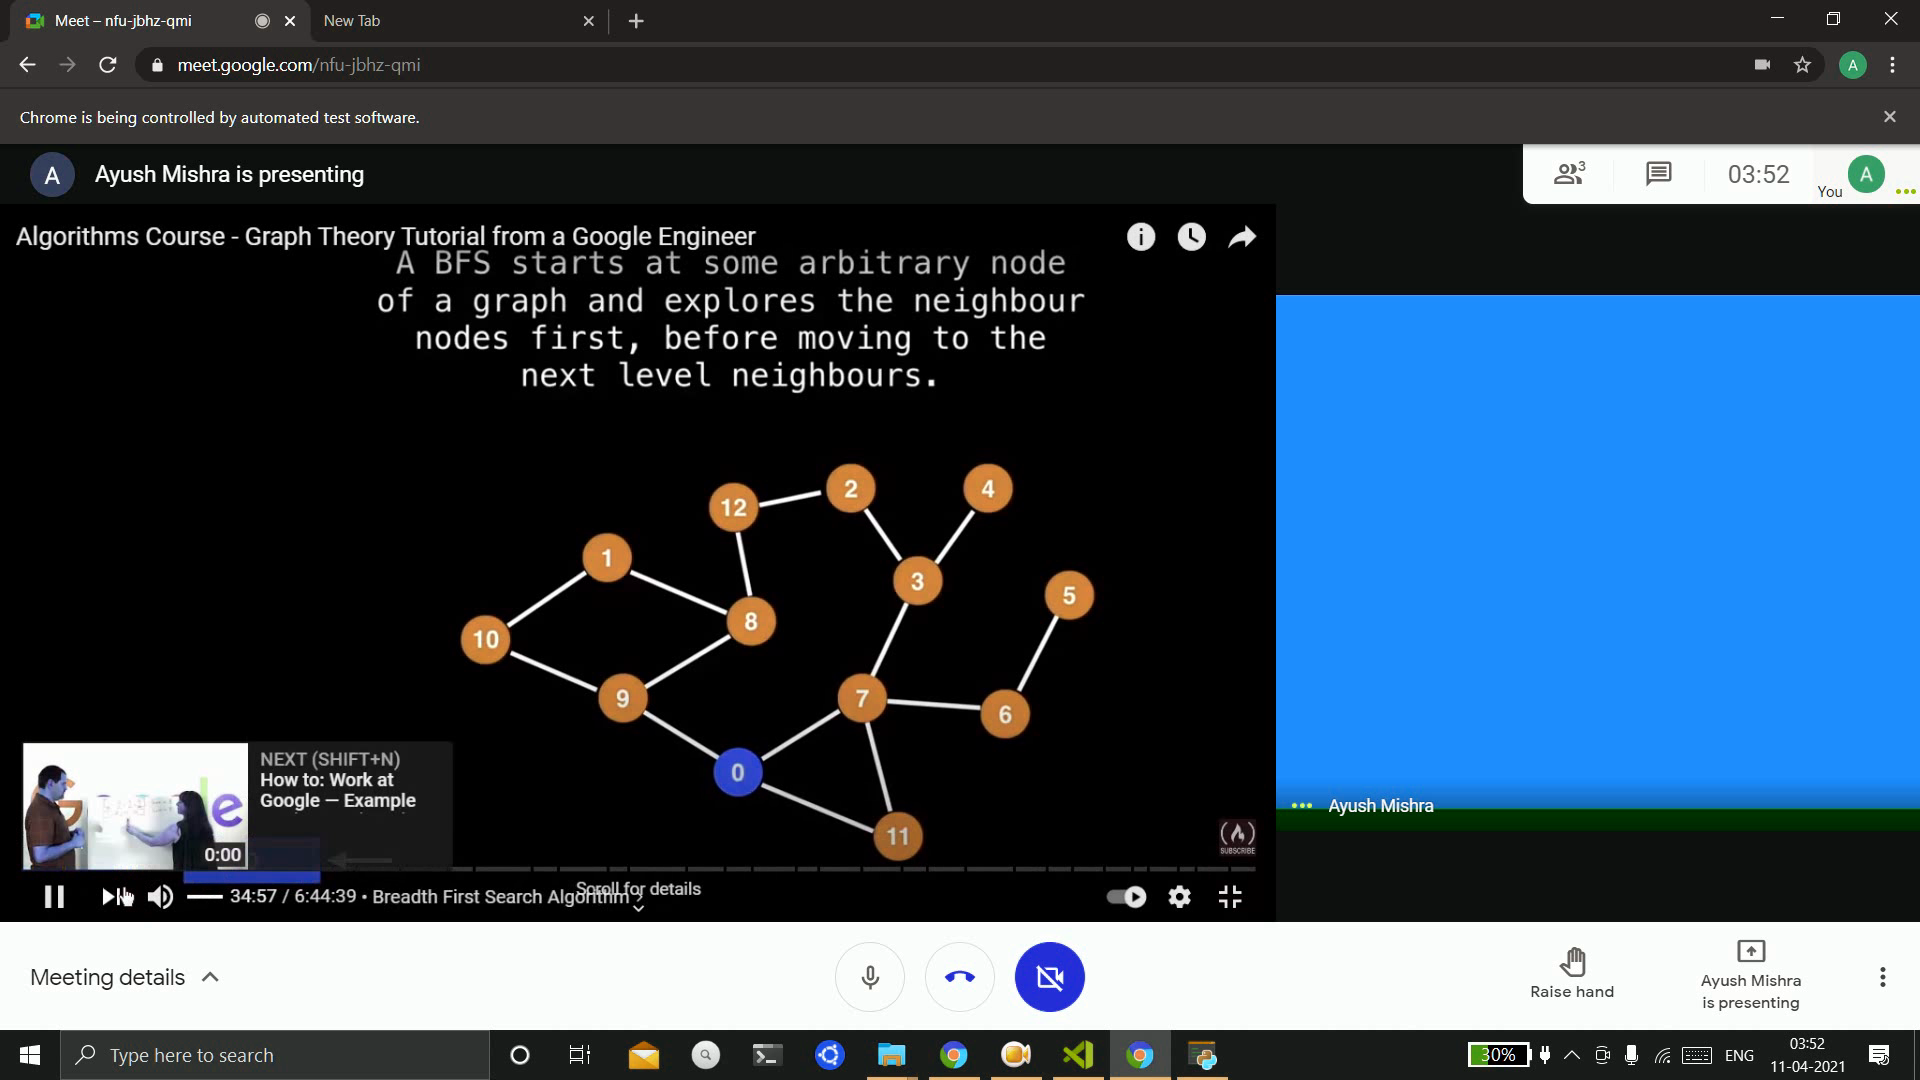 Meet – nfu-jbhz-qmi
New Tab
meet.google.com/nfu-jbhz-qmi
A
Chrome is being controlled by automated test software.
A
Ayush Mishra is presenting
3
03:52
You
A
Algorithms Course - Graph Theory Tutorial from a Google Engineer
A BFS starts at some arbitrary node
of a graph and explores the neighbour
nodes first, before moving to the
next level neighbours.
12
2
4
1
3
5
8
10
9
7
6
0
11
NEXT (SHIFT+N)
How to: Work at
Google — Example
0:00
SUBSCRIBE
Ayush Mishra
34:57 / 6:44:39 • Breadth First Search Algorithm
Scroll for details
Meeting details
Raise hand
Ayush Mishra
is presenting
Type here to search
30%
ENG
03:52
11-04-2021